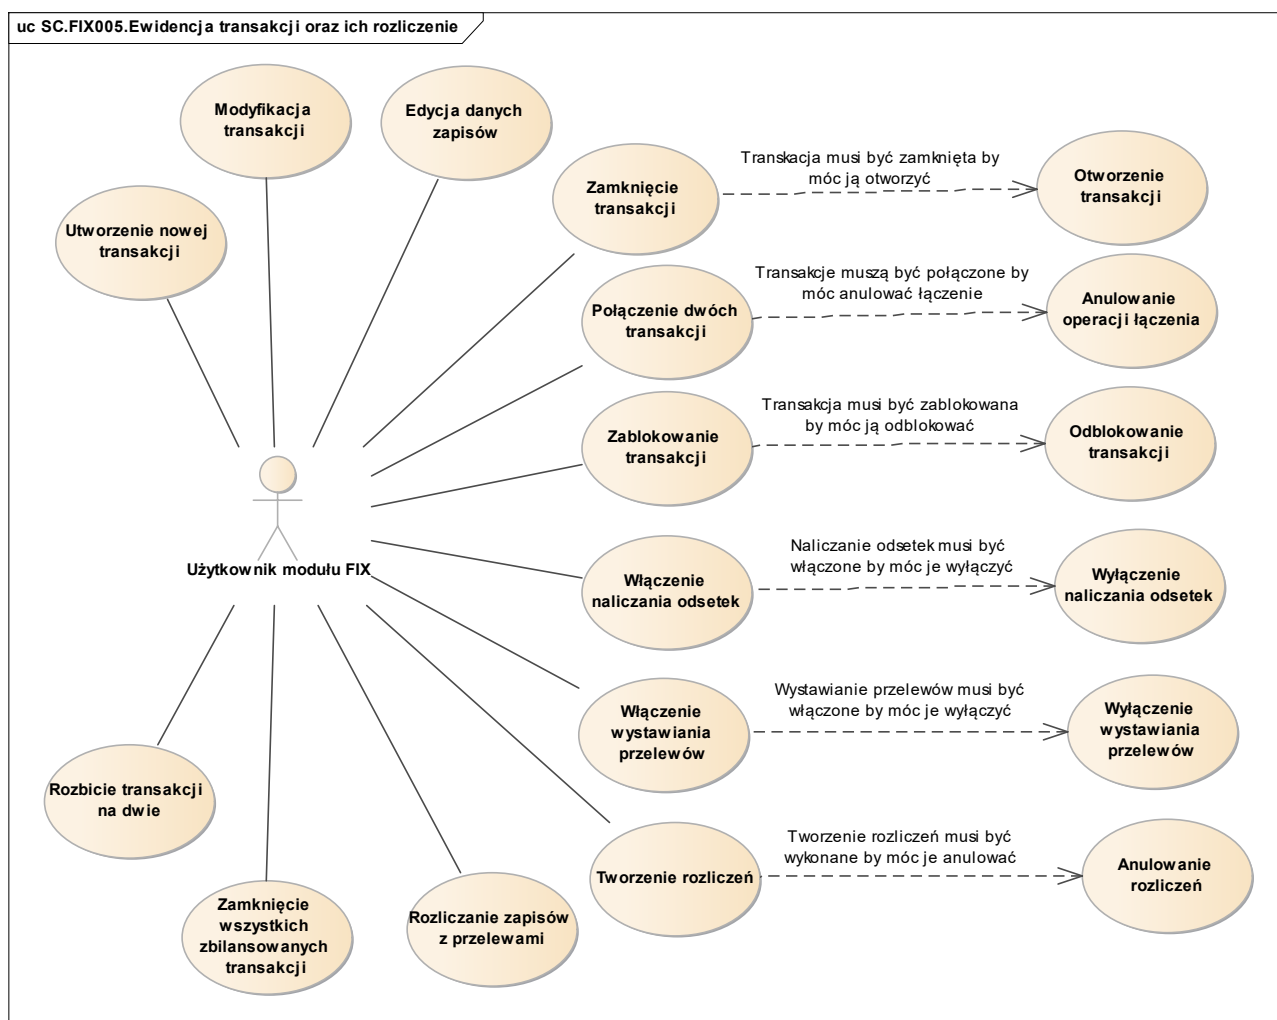 uc SC.FIX005.Ewidencja transakcji oraz ich rozliczenie
Modyfikacja
transakcji
Edycja danych
zapisów
Utworzenie nowej
transakcji
Zamknięcie
transakcji
Transkacja musi być zamknięta by
móc ją otworzyć
Otworzenie
transakcji
Połączenie dwóch
transakcji
Transakcje muszą być połączone by
móc anulować łączenie
Anulowanie
operacji łączenia
Zablokowanie
transakcji
Transakcja musi być zablokowana
by móc ją odblokować
Odblokowanie
transakcji
Użytkownik modułu FIX
Włączenie
naliczania odsetek
Naliczanie odsetek musi być
włączone by móc je wyłączyć
Wyłączenie
naliczania odsetek
Włączenie
wystawiania
przelewów
Wystawianie przelewów musi być
włączone by móc je wyłączyć
Wyłączenie
wystawiania
przelewów
Rozbicie transakcji
na dwie
Tworzenie rozliczeń
Tworzenie rozliczeń musi być
wykonane by móc je anulować
Anulowanie
rozliczeń
Zamknięcie
wszystkich
zbilansowanych
transakcji
Rozliczanie zapisów
z przelewami